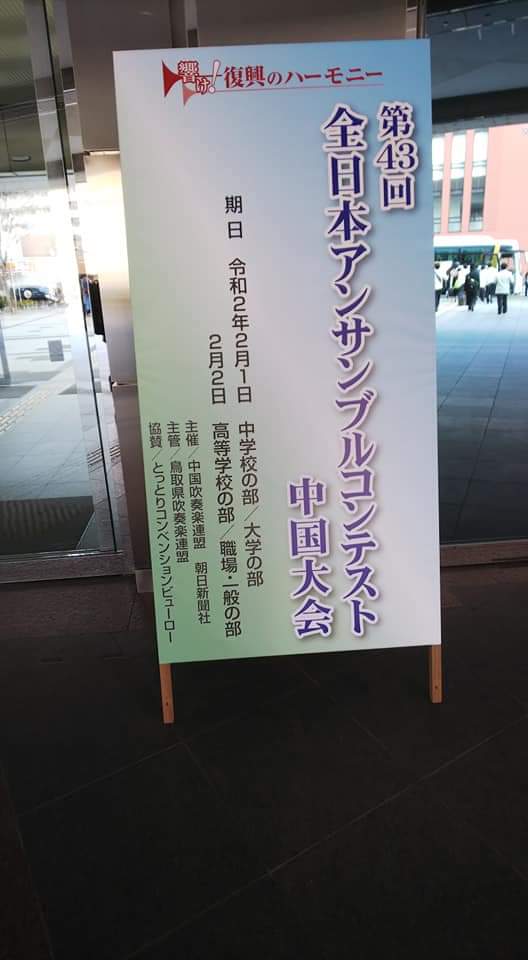 響け!復興のハーモニー
第43回
全日本アンサンブルコンテスト
中国大会
期日 令和2年2月1日 中学校の部/大学の部
2月2日 高等学校の部/職場・一般の部
主催/中国吹奏楽連盟 朝日新聞社
主管/鳥取県吹奏楽連盟
協賛/とっとりコンベンションビューロー